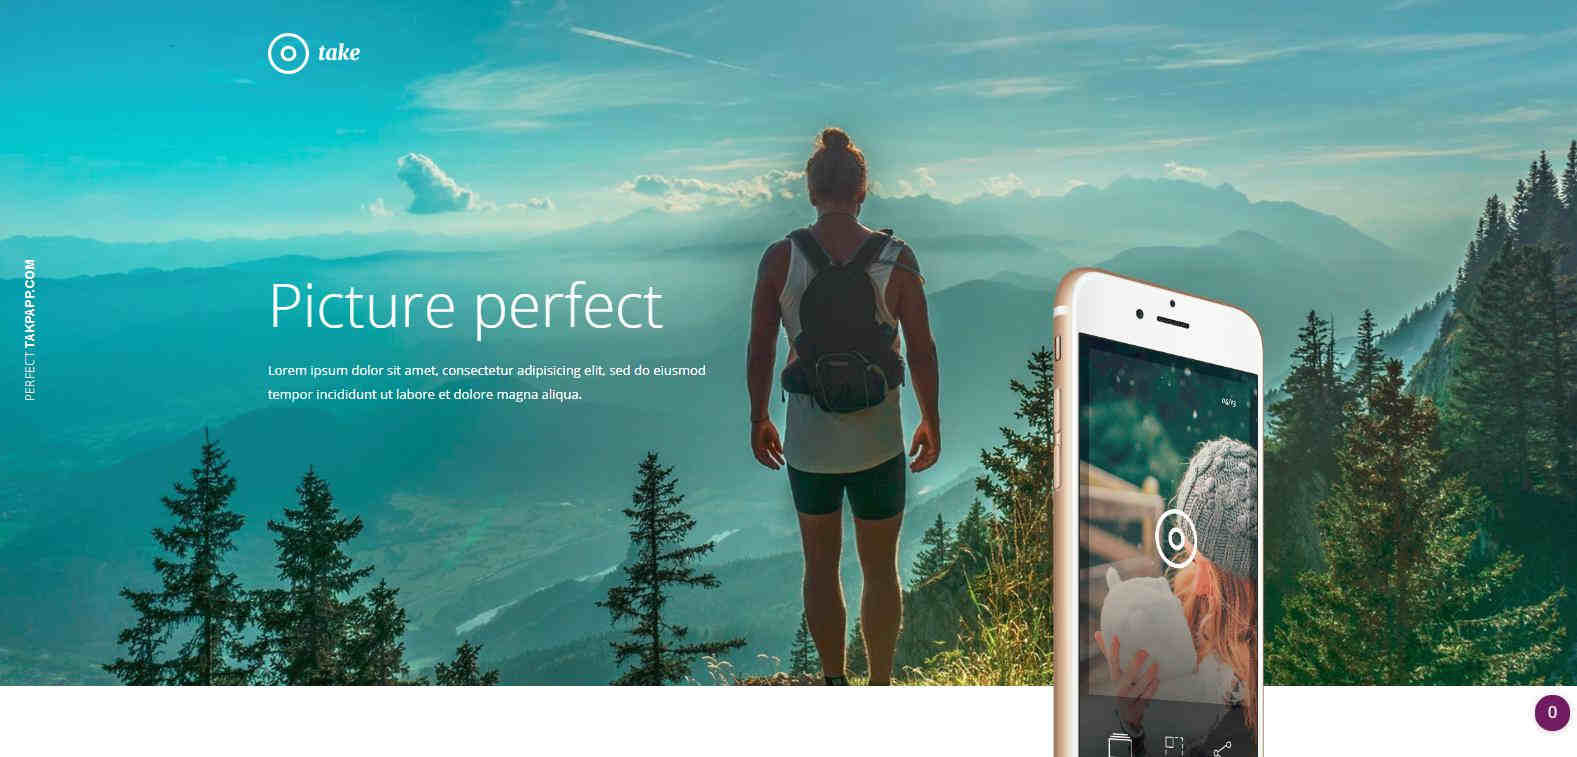 take
Picture perfect
Lorem ipsum dolor sit amet, consectetur adipisicing elit, sed do eiusmod
tempor incididunt ut labore et dolore magna aliqua.
PERFECT TAKPAPP.COM
04/13
0